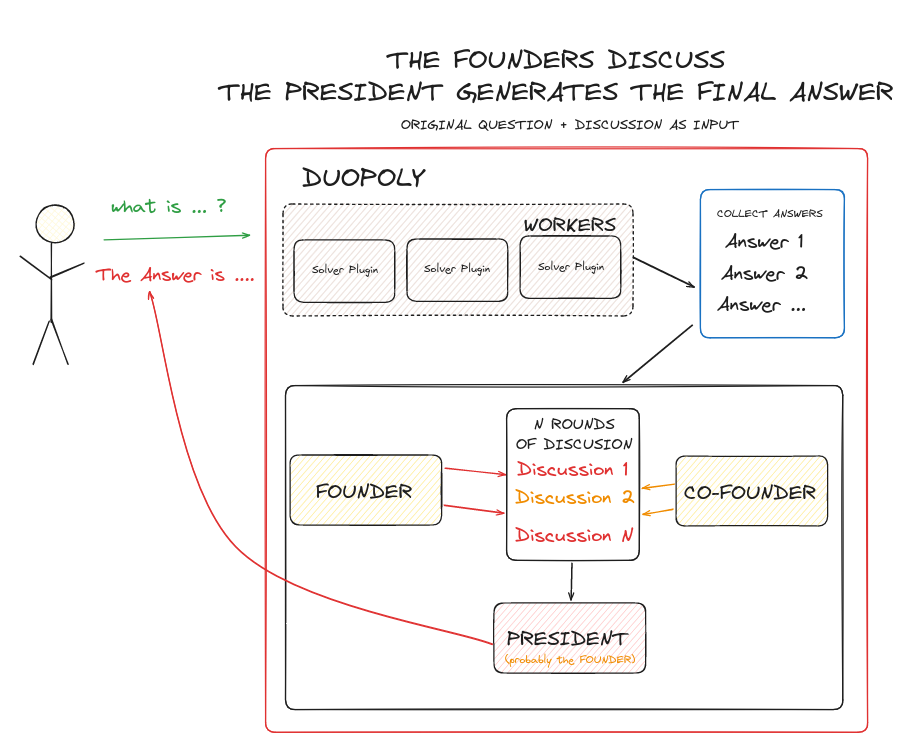 THE FOUNDERS DISCUSS
THE PRESIDENT GENERATES THE FINAL ANSWER
ORIGINAL QUESTION + DISCUSSION AS INPUT
DUOPOLY
what is ... ?
The Answer is ....
WORKERS
Solver Plugin
Solver Plugin
Solver Plugin
COLLECT ANSWERS
Answer 1
Answer 2
Answer ...
N ROUNDS
OF DISCUSION
Discussion 1
Discussion 2
Discussion N
FOUNDER
CO-FOUNDER
PRESIDENT
(probably the FOUNDER)